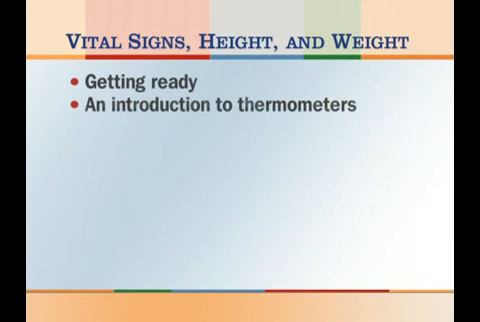 VITAL SIGNS, HEIGHT, AND WEIGHT
• Getting ready
• An introduction to thermometers